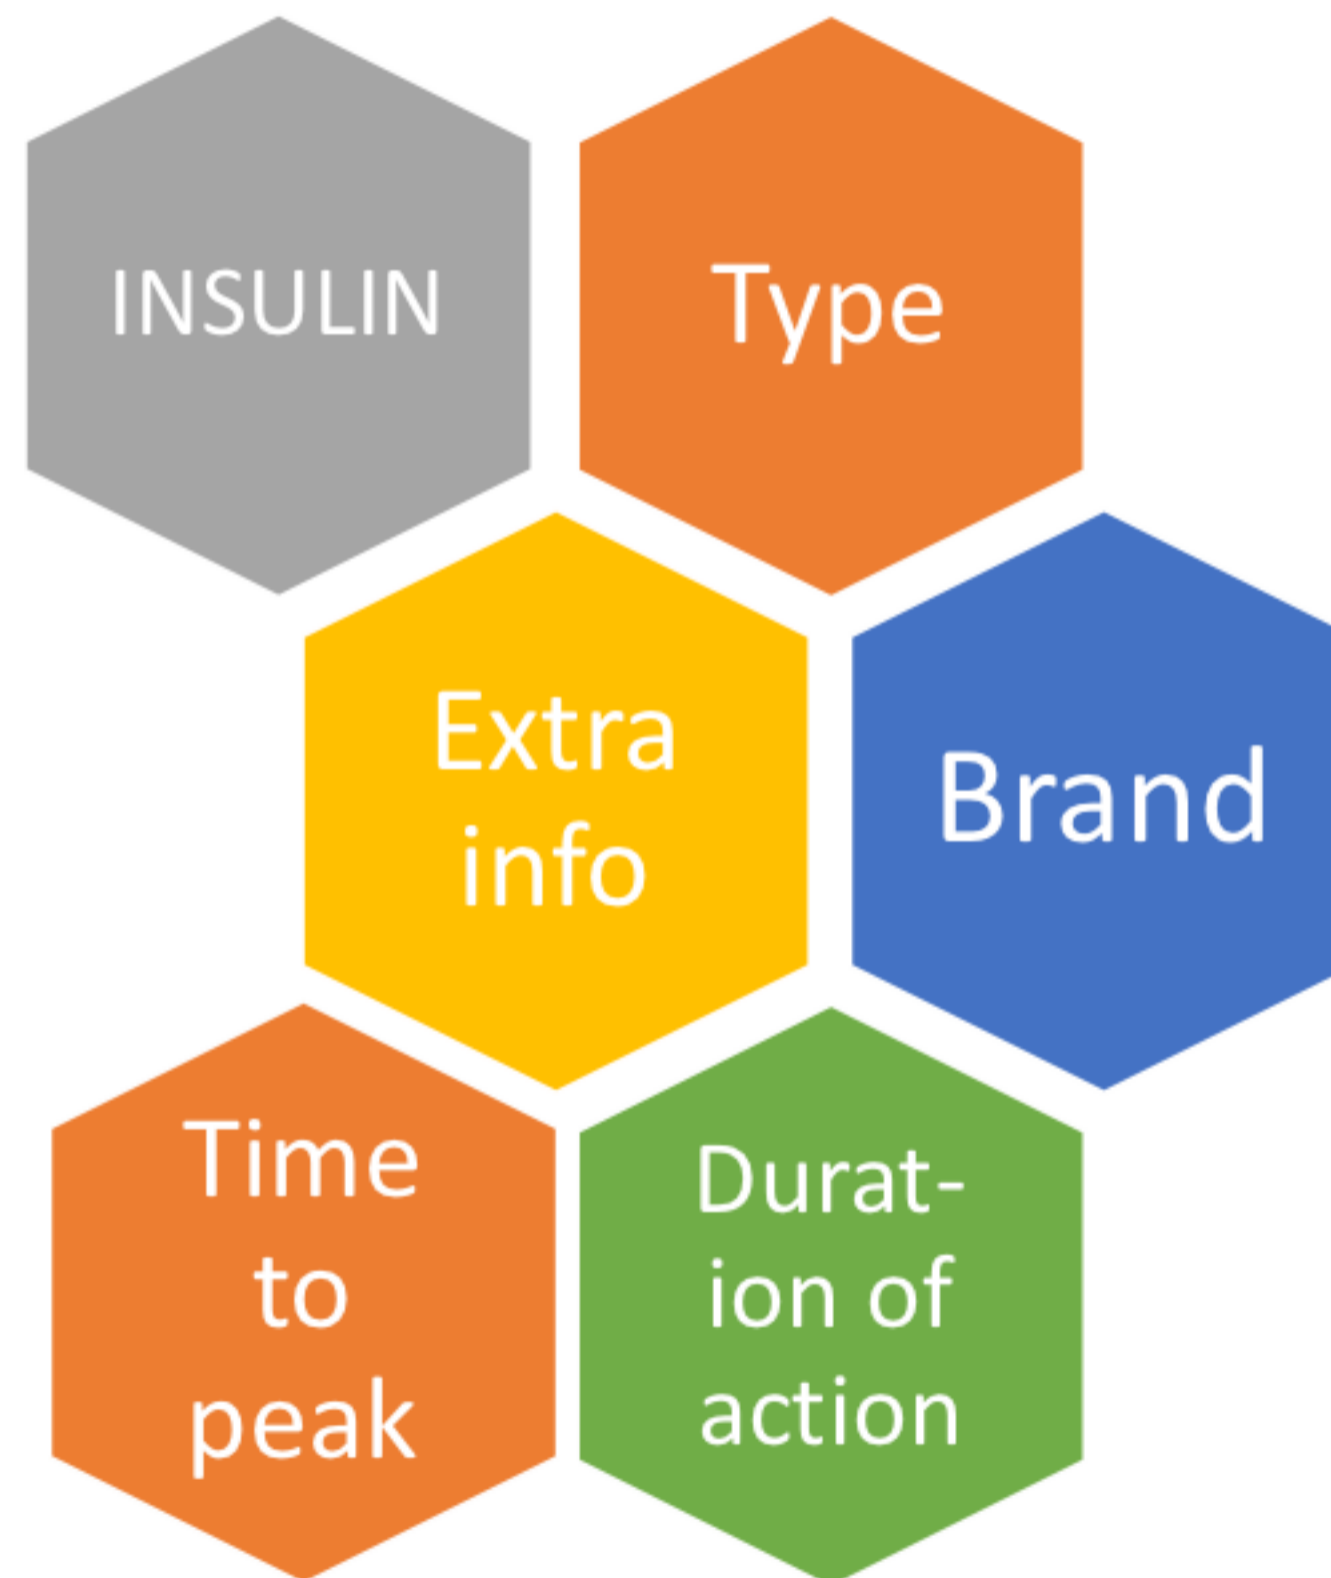 INSULIN
Type
Extra
info
Brand
Time
to
peak
Durat-
ion of
action